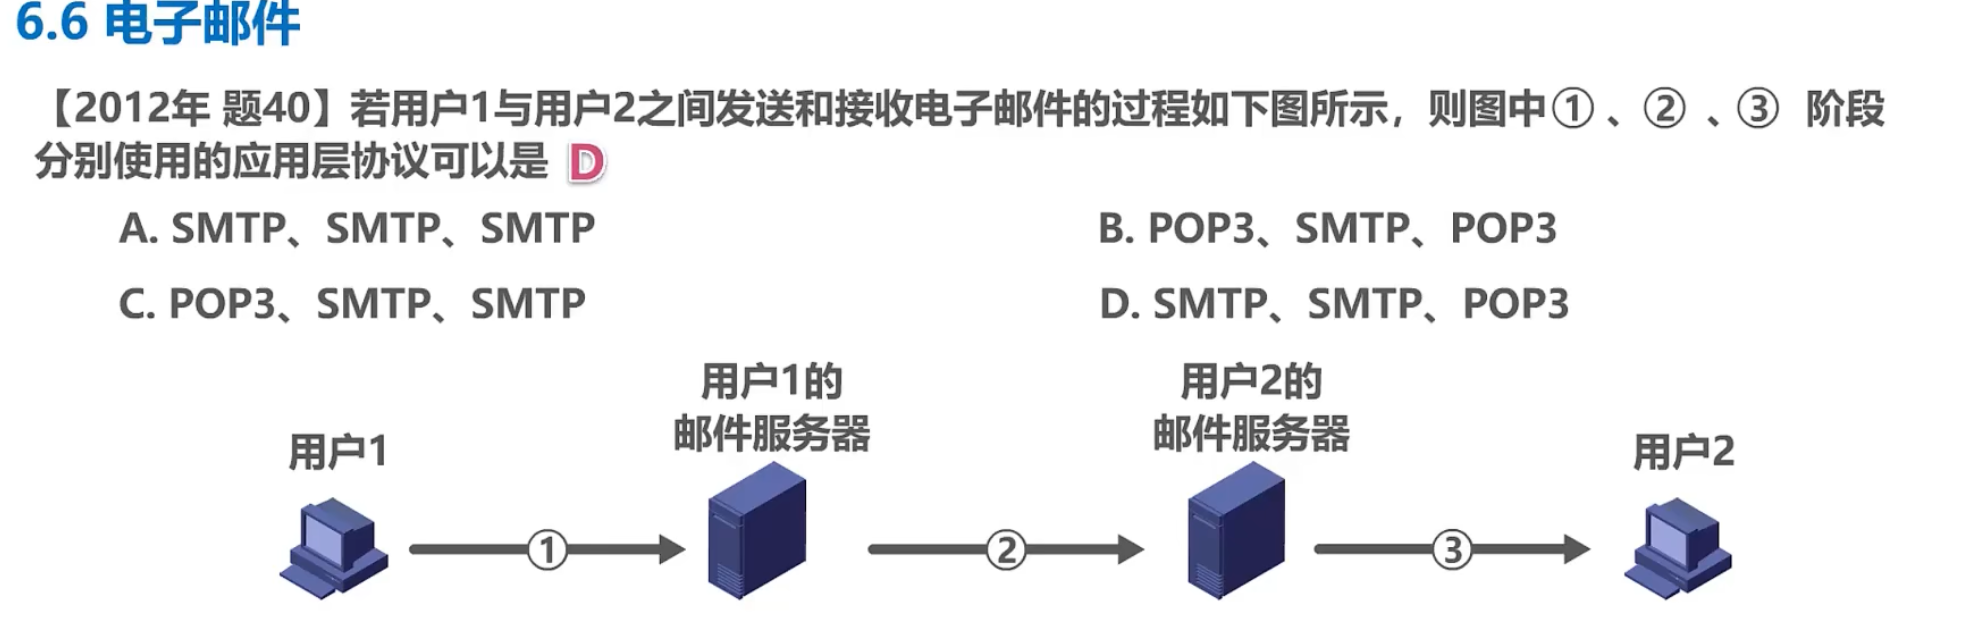 6.6 电子邮件
【2012年 题40】若用户1与用户2之间发送和接收电子邮件的过程如下图所示，则图中①、②、③ 阶段
分别使用的应用层协议可以是 D
A. SMTP、SMTP、SMTP
B. POP3、SMTP、POP3
C. POP3、SMTP、SMTP
D. SMTP、SMTP、POP3
用户1
用户1的
邮件服务器
用户2的
邮件服务器
用户2
①
②
③